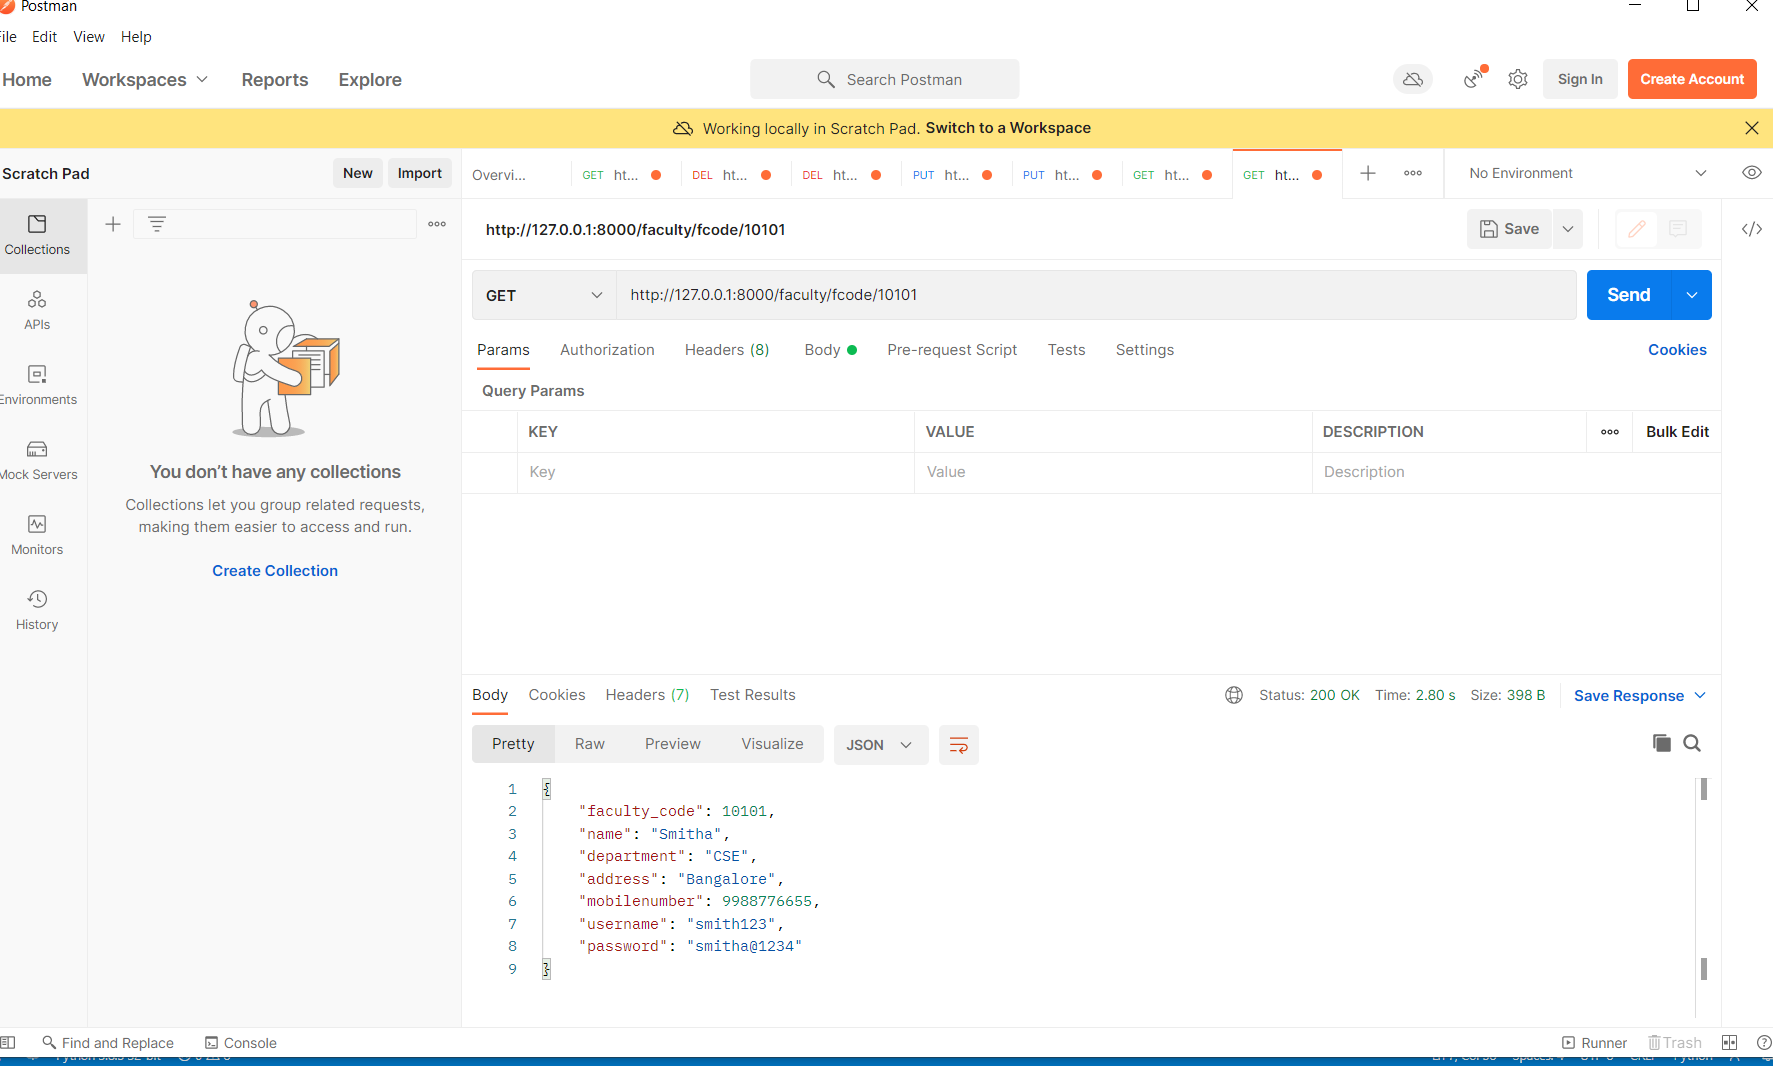 Postman
File Edit View Help
Home Workspaces Reports Explore Search Postman Sign In Create Account
Working locally in Scratch Pad. Switch to a Workspace
Scratch Pad New Import Overvi... GET ht... DEL ht... DEL ht... PUT ht... PUT ht... GET ht... GET ht... No Environment
Collections
APIs
Environments
Mock Servers
Monitors
History
You don't have any collections
Collections let you group related requests,
making them easier to access and run.
Create Collection
http://127.0.0.1:8000/faculty/fcode/10101 Save
GET http://127.0.0.1:8000/faculty/fcode/10101 Send
Params Authorization Headers (8) Body Pre-request Script Tests Settings Cookies
Query Params
KEY VALUE DESCRIPTION Bulk Edit
Key Value Description
Body Cookies Headers (7) Test Results Status: 200 OK Time: 2.80 s Size: 398 B Save Response
Pretty Raw Preview Visualize JSON
1 {
2 "faculty_code": 10101,
3 "name": "Smitha",
4 "department": "CSE",
5 "address": "Bangalore",
6 "mobilenumber": 9988776655,
7 "username": "smith123",
8 "password": "smitha@1234"
9 }
Find and Replace Console Runner Trash